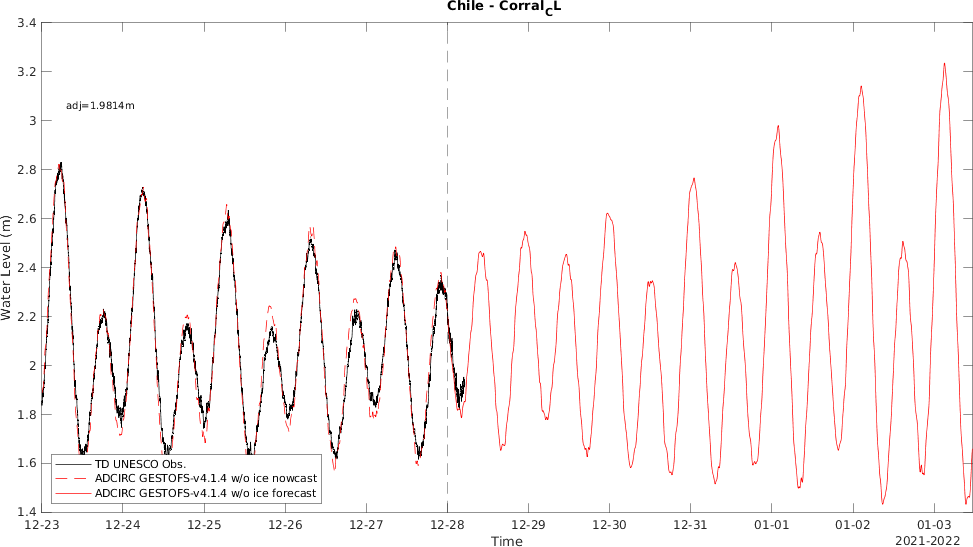 Chile - Corral_CL
3.4
3.2
3
2.8
2.6
2.4
2.2
2
1.8
1.6
1.4
Water Level (m)
adj=1.9814m
TD UNESCO Obs.
ADCIRC GESTOFS-v4.1.4 w/o ice nowcast
ADCIRC GESTOFS-v4.1.4 w/o ice forecast
12-23 12-24 12-25 12-26 12-27 12-28 12-29 12-30 12-31 01-01 01-02 01-03
Time
2021-2022